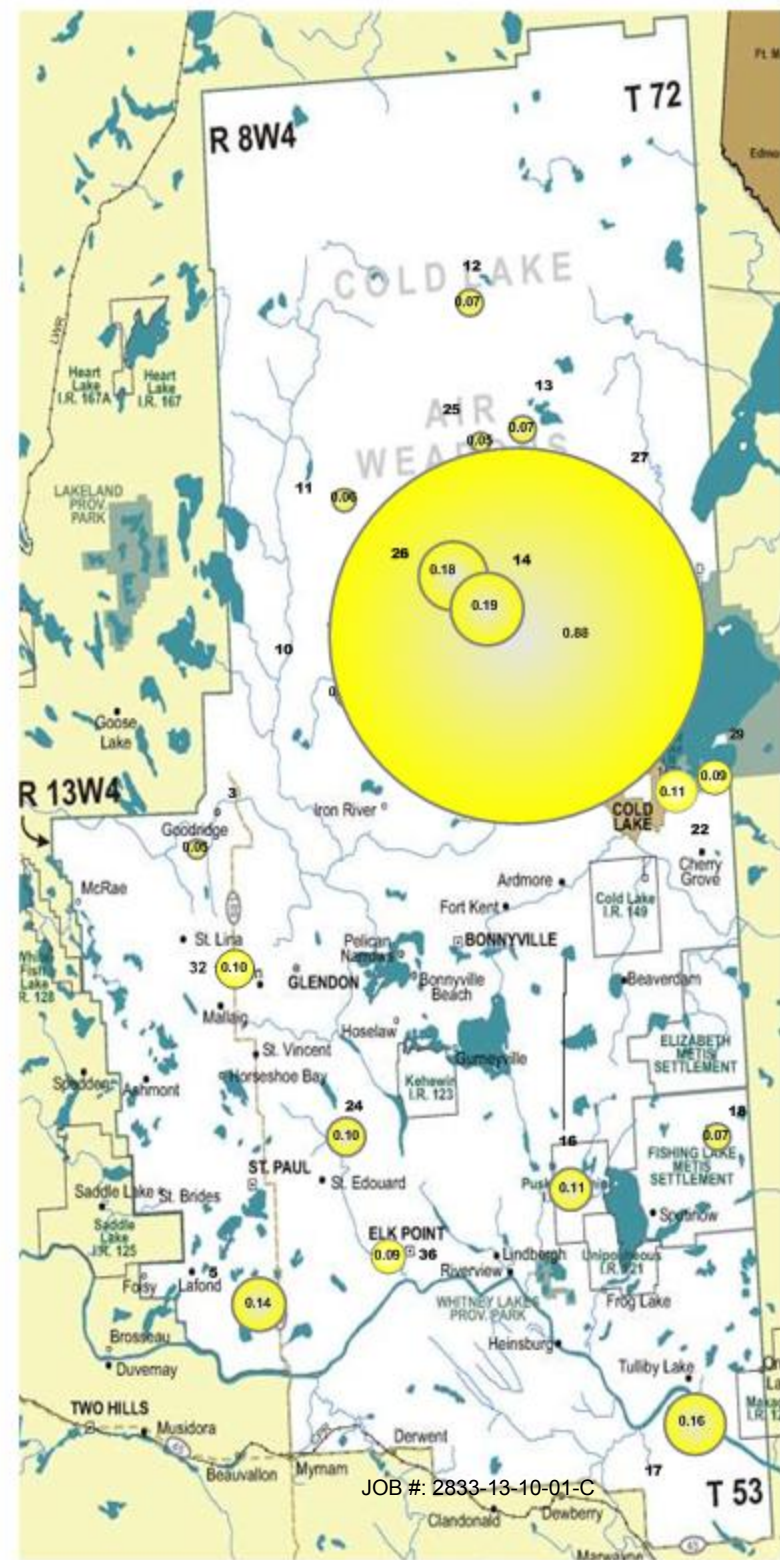 T 72
R 8W4
Ft. M
Edmo
12
COLD LAKE
0.07
LWR
Heart
Lake
I.R. 167A
Heart
Lake
I.R. 167
13
25
AIR
0.07
0.05
27
LAKELAND
PROV.
PARK
11
0.06
26
14
0.18
0.19
0.88
10
Goose
Lake
29
0.09
0.11
R 13W4
3
Iron River
COLD
LAKE
22
Goodridge
0.05
Cherry
Grove
McRae
Ardmore
Cold Lake
I.R. 149
Fort Kent
St. Lina
Pelican
Narrows
BONNYVILLE
32
0.10
GLENDON
Bonnyville
Beach
Beaverdam
Mallaig
Hoselaw
St. Vincent
Gurneyville
ELIZABETH
METIS
SETTLEMENT
Horseshoe Bay
Kehewin
I.R. 123
Spedden
Ashmont
24
18
0.10
0.07
16
FISHING LAKE
METIS
SETTLEMENT
ST. PAUL
St. Edouard
0.11
Saddle Lake
St. Brides
Saddle
Lake
I.R. 125
ELK POINT
0.09
36
Lindbergh
Riverview
5
Lafond
Foisy
0.14
WHITNEY LAKES
PROV. PARK
Frog Lake
Brosseau
Heinsburg
Duvernay
Tulliby Lake
TWO HILLS
Musidora
0.16
Derwent
Beauvallon
Myrnam
17
JOB #: 2833-13-10-01-C
T 53
Clandonald
Dewberry
Marwayne